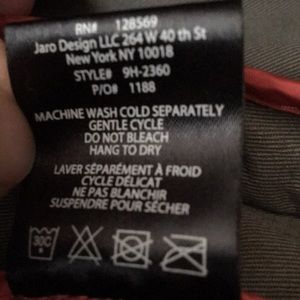 RN# 128569
Jaro Design LLC 264 W 40 th St
New York NY 10018
STYLE# 9H-2360
P/O# 1188
MACHINE WASH COLD SEPARATELY
GENTLE CYCLE
DO NOT BLEACH
HANG TO DRY
LAVER SÉPARÉMENT À FROID
CYCLE DÉLICAT
NE PAS BLANCHIR
SUSPENDRE POUR SÉCHER
30C